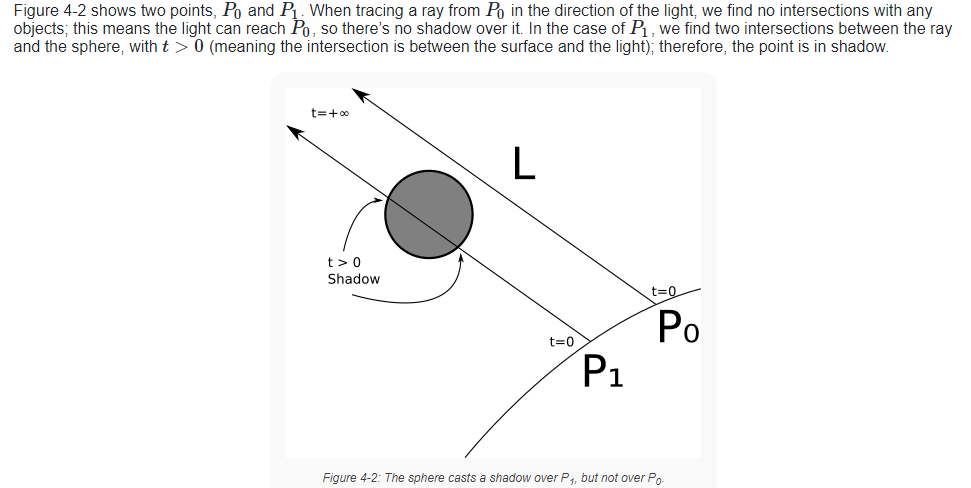 Figure 4-2 shows two points, P0 and P1. When tracing a ray from P0 in the direction of the light, we find no intersections with any
objects; this means the light can reach P0, so there's no shadow over it. In the case of P1, we find two intersections between the ray
and the sphere, with t > 0 (meaning the intersection is between the surface and the light); therefore, the point is in shadow.
t=+∞
L
t > 0
Shadow
t=0
P0
t=0
P1
Figure 4-2: The sphere casts a shadow over P1, but not over P0.